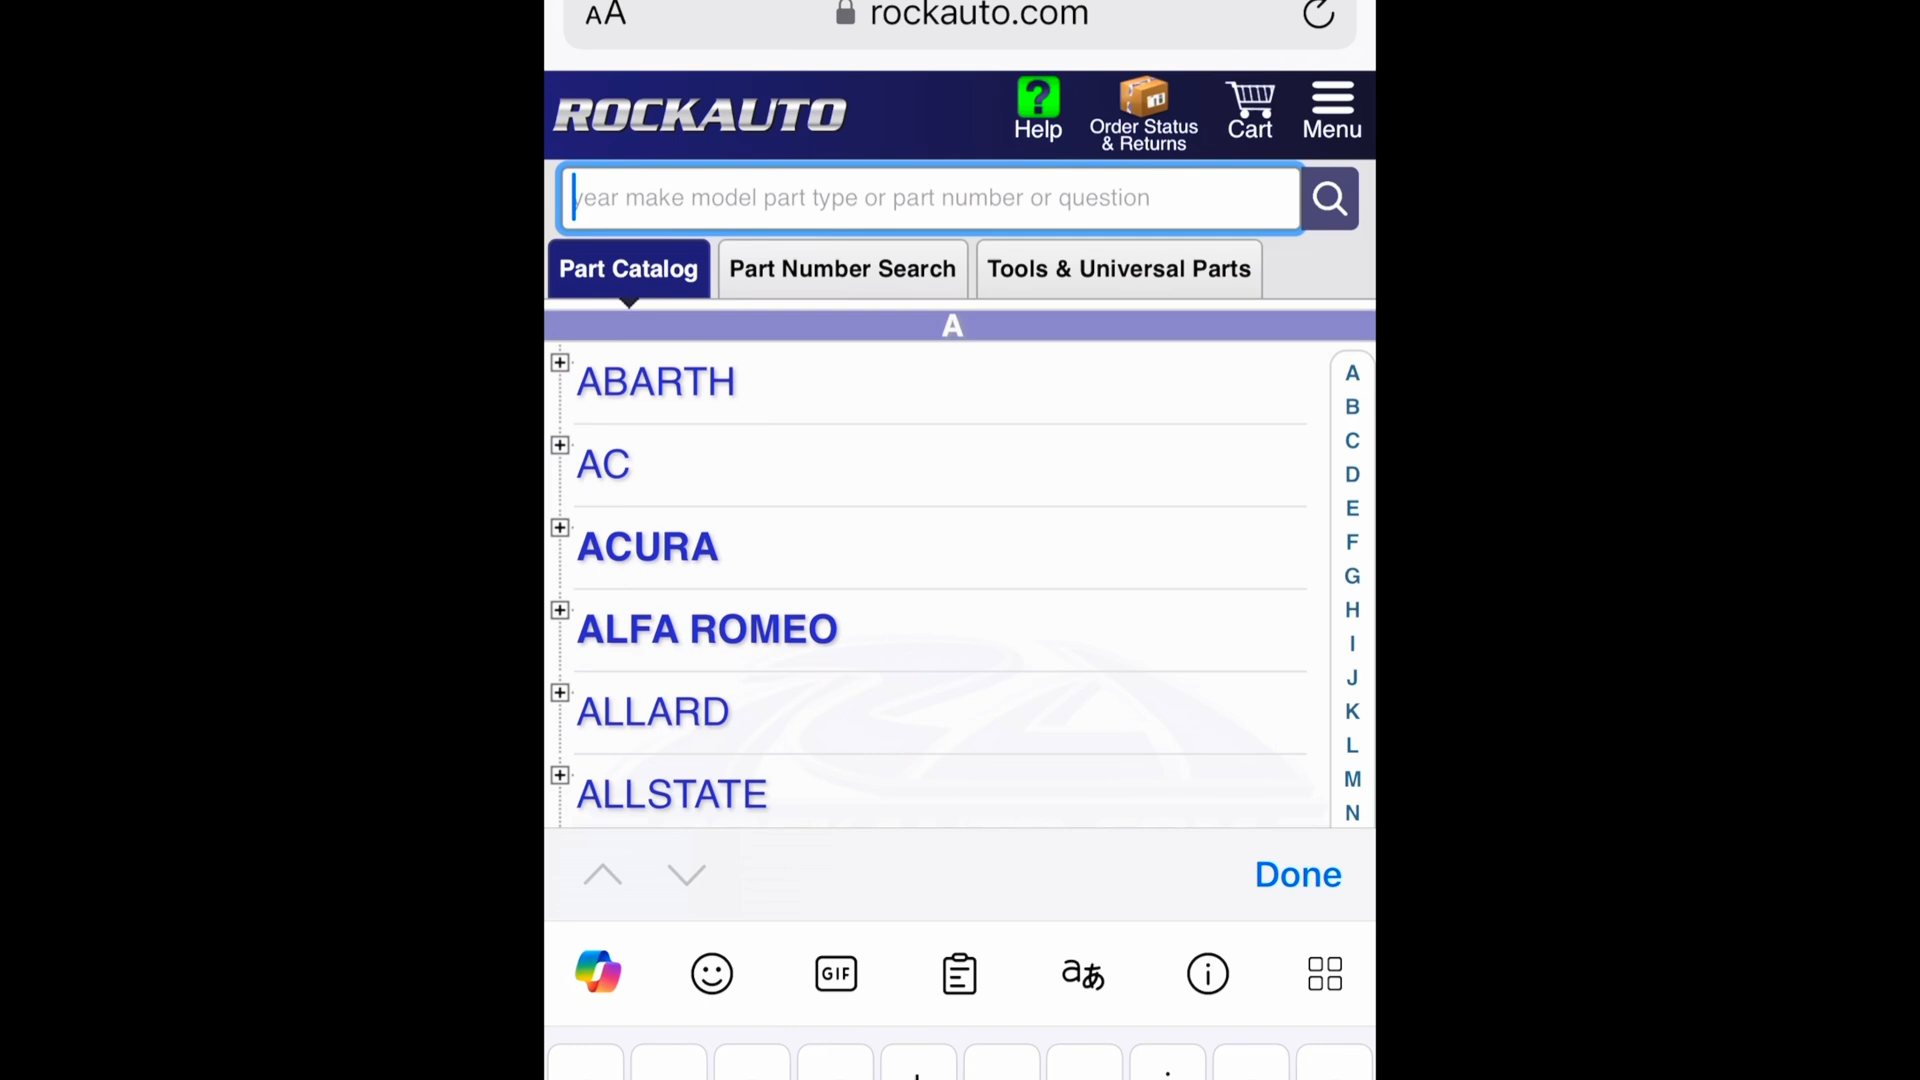 AA rockauto.com
ROCKAUTO
Help
Order Status
& Returns
Cart
Menu
year make model part type or part number or question
Part Catalog
Part Number Search
Tools & Universal Parts
A
ABARTH
AC
ACURA
ALFA ROMEO
ALLARD
ALLSTATE
A
B
C
D
E
F
G
H
I
J
K
L
M
N
Done
GIF
aあ